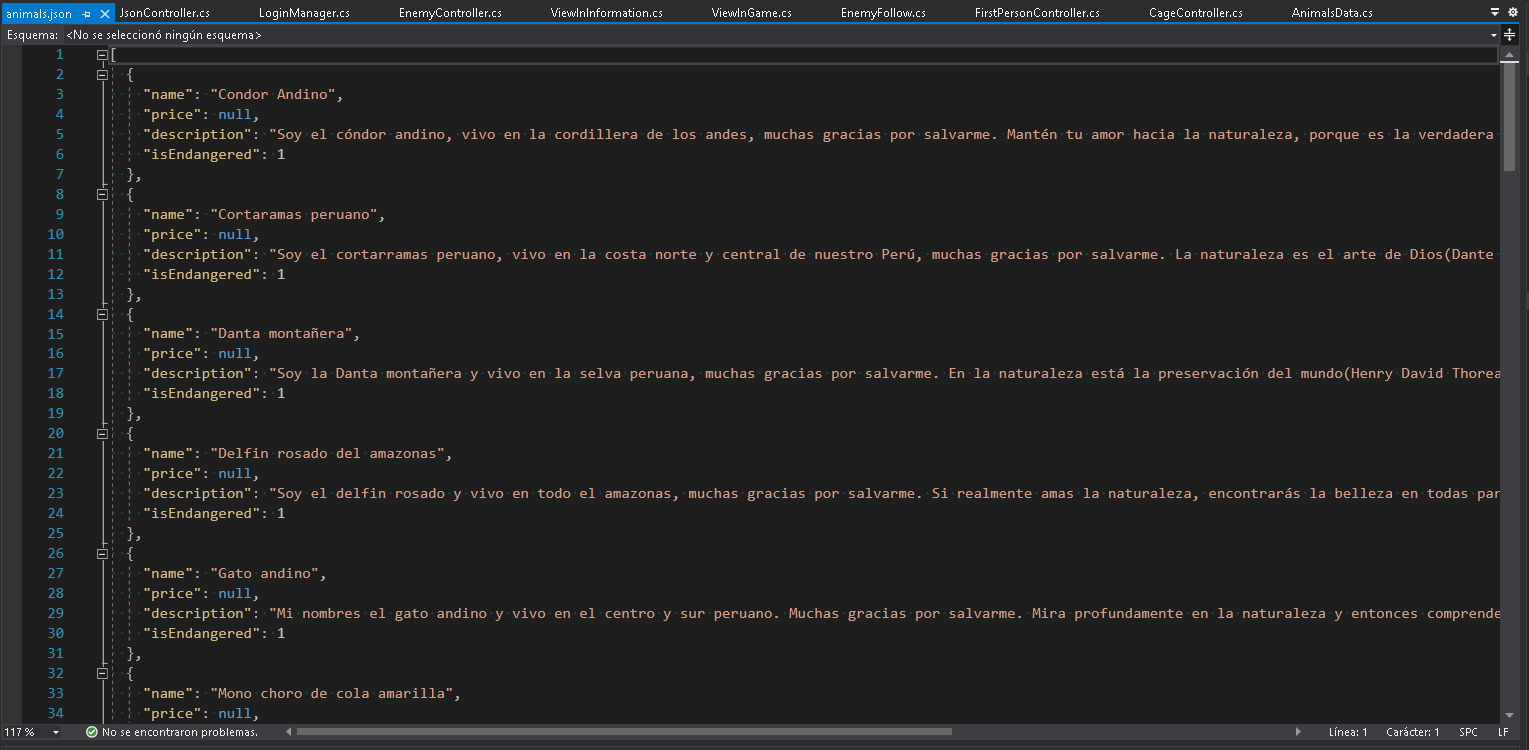 animals.json JsonController.cs LoginManager.cs EnemyController.cs ViewInInformation.cs ViewInGame.cs EnemyFollow.cs FirstPersonController.cs CageController.cs AnimalsData.cs
Esquema: <No se seleccionó ningún esquema>
1 [
2 {
3 "name": "Condor Andino",
4 "price": null,
5 "description": "Soy el cóndor andino, vivo en la cordillera de los andes, muchas gracias por salvarme. Mantén tu amor hacia la naturaleza, porque es la verdadera
6 "isEndangered": 1
7 },
8 {
9 "name": "Cortaramas peruano",
10 "price": null,
11 "description": "Soy el cortarramas peruano, vivo en la costa norte y central de nuestro Perú, muchas gracias por salvarme. La naturaleza es el arte de Dios(Dante
12 "isEndangered": 1
13 },
14 {
15 "name": "Danta montañera",
16 "price": null,
17 "description": "Soy la Danta montañera y vivo en la selva peruana, muchas gracias por salvarme. En la naturaleza está la preservación del mundo(Henry David Thorea
18 "isEndangered": 1
19 },
20 {
21 "name": "Delfin rosado del amazonas",
22 "price": null,
23 "description": "Soy el delfin rosado y vivo en todo el amazonas, muchas gracias por salvarme. Si realmente amas la naturaleza, encontrarás la belleza en todas par
24 "isEndangered": 1
25 },
26 {
27 "name": "Gato andino",
28 "price": null,
29 "description": "Mi nombres el gato andino y vivo en el centro y sur peruano. Muchas gracias por salvarme. Mira profundamente en la naturaleza y entonces comprende
30 "isEndangered": 1
31 },
32 {
33 "name": "Mono choro de cola amarilla",
34 "price": null,
117 % No se encontraron problemas. Línea: 1 Carácter: 1 SPC LF